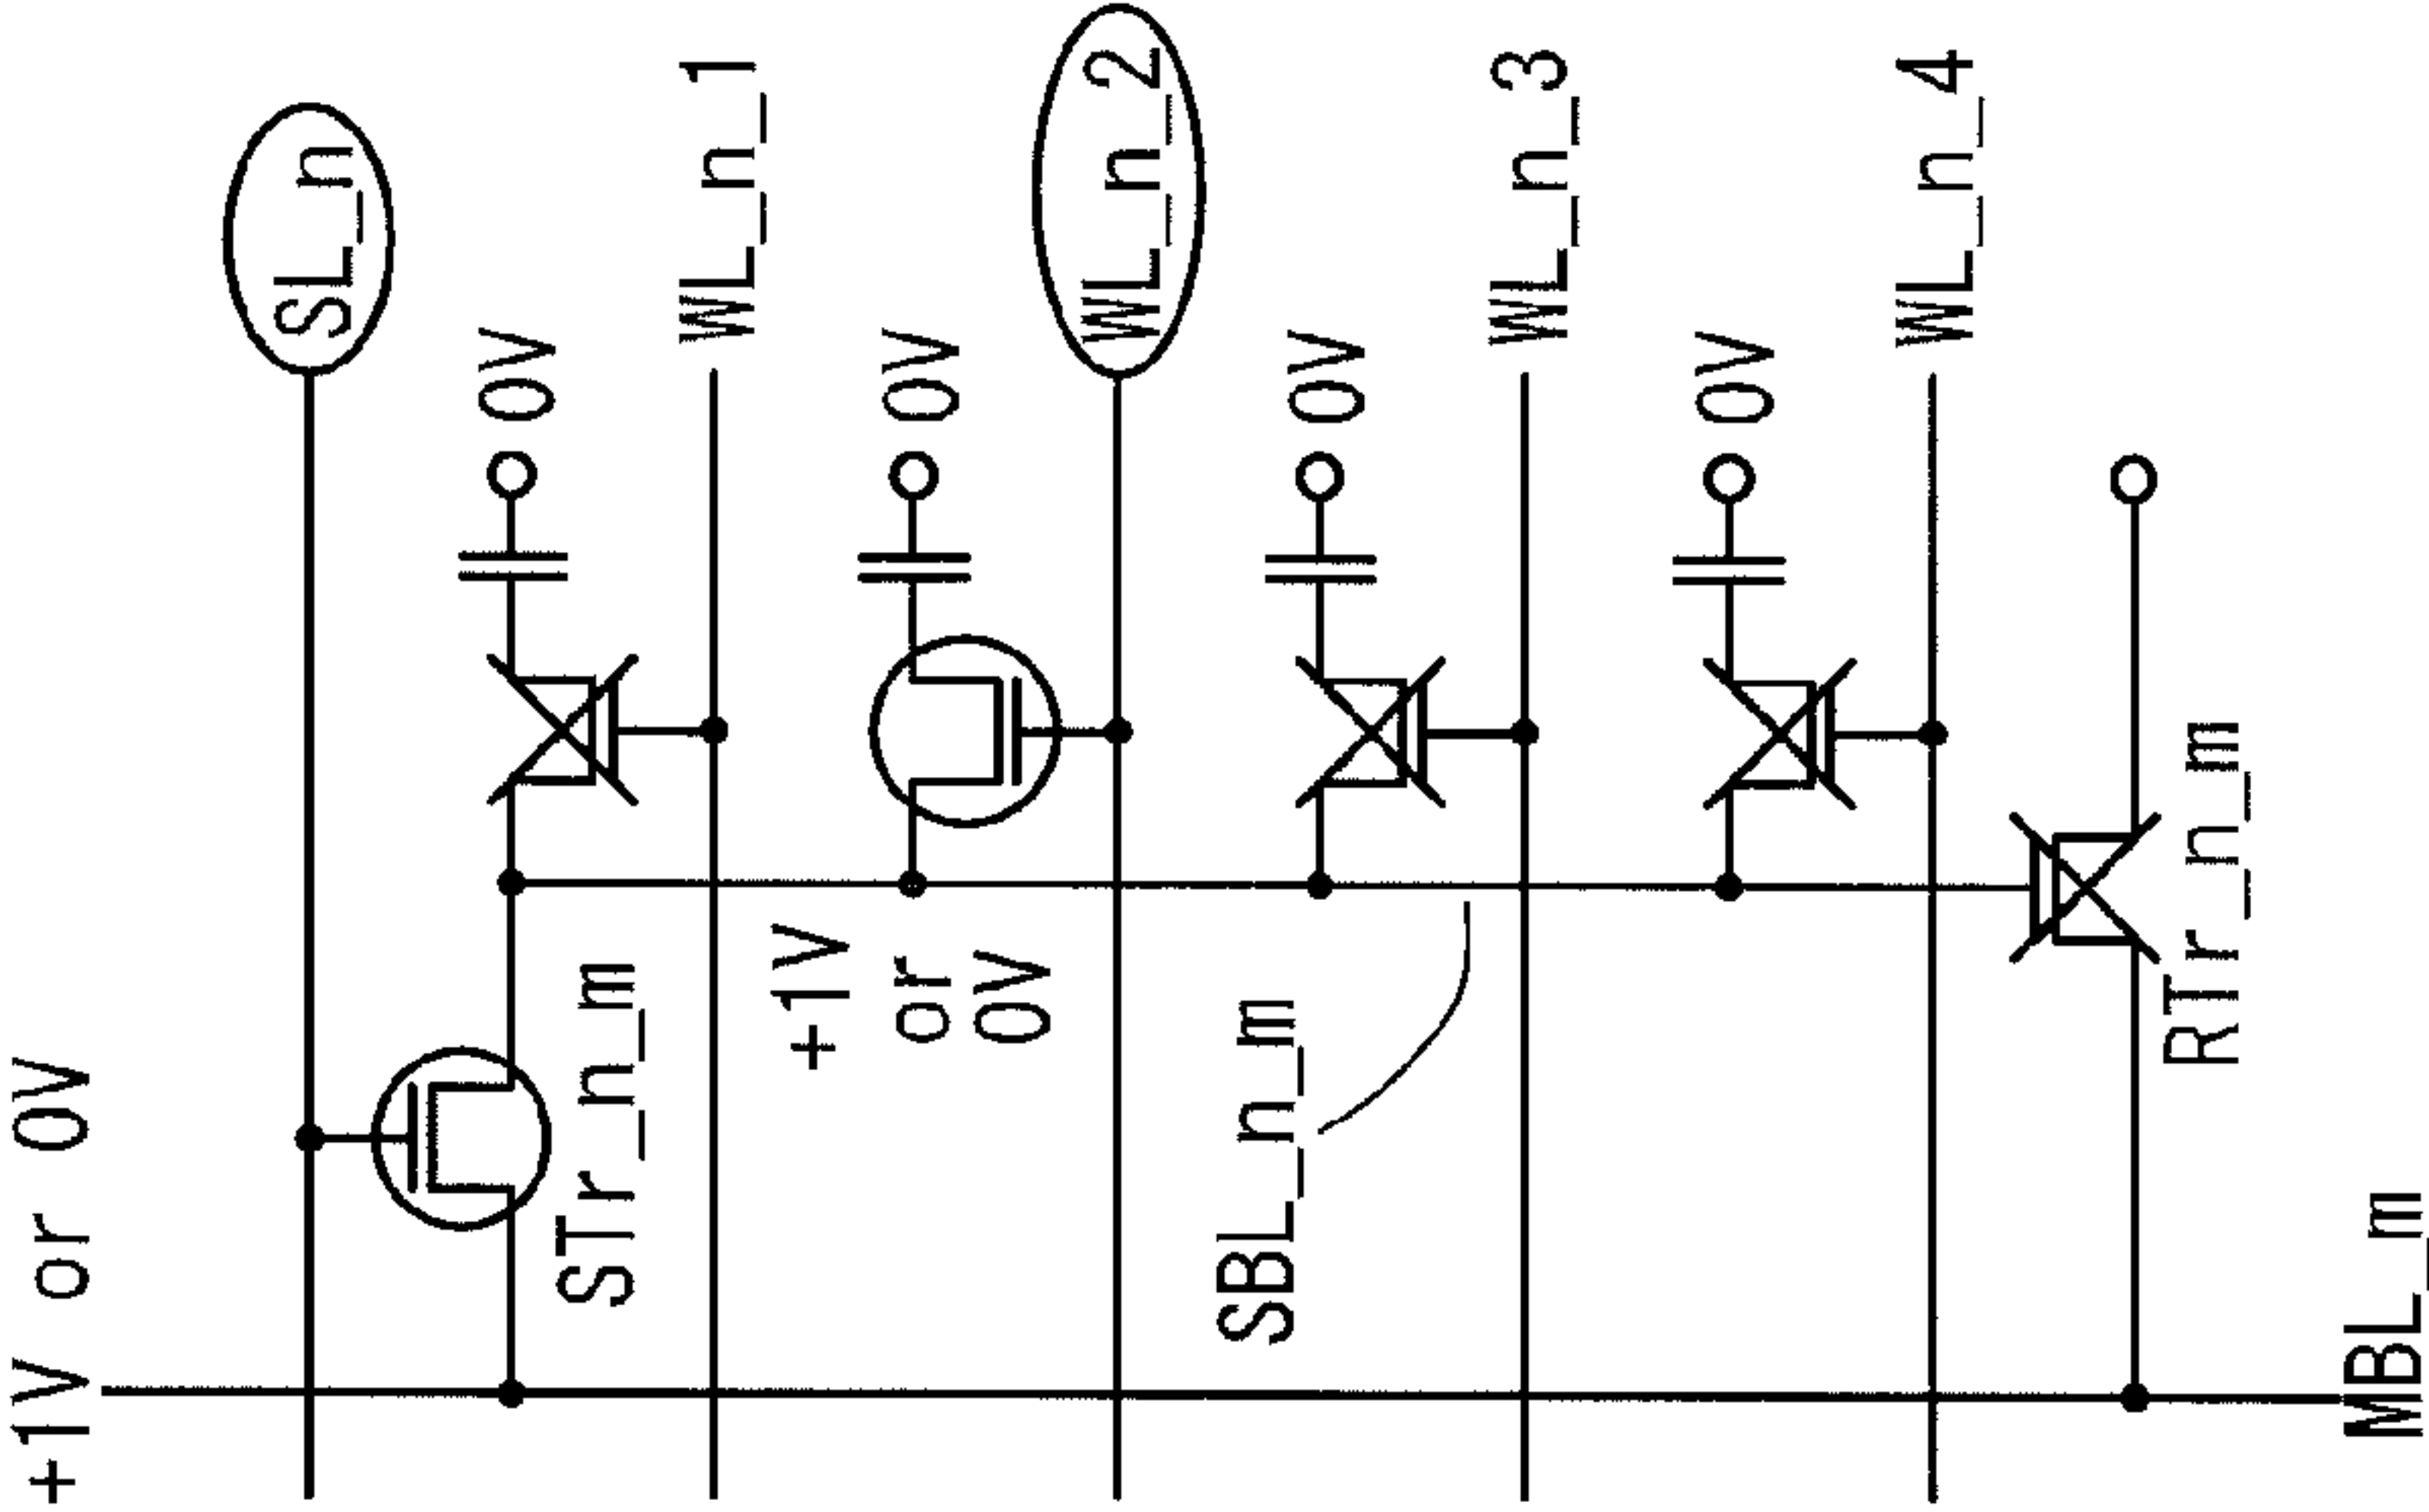 SL_n
WL_n_1
WL_n_2
WL_n_3
WL_n_4
0V
0V
0V
0V
+1V or 0V
STr_n_m
+1V
or
0V
SBL_n_m
RTr_n_m
MBL_m